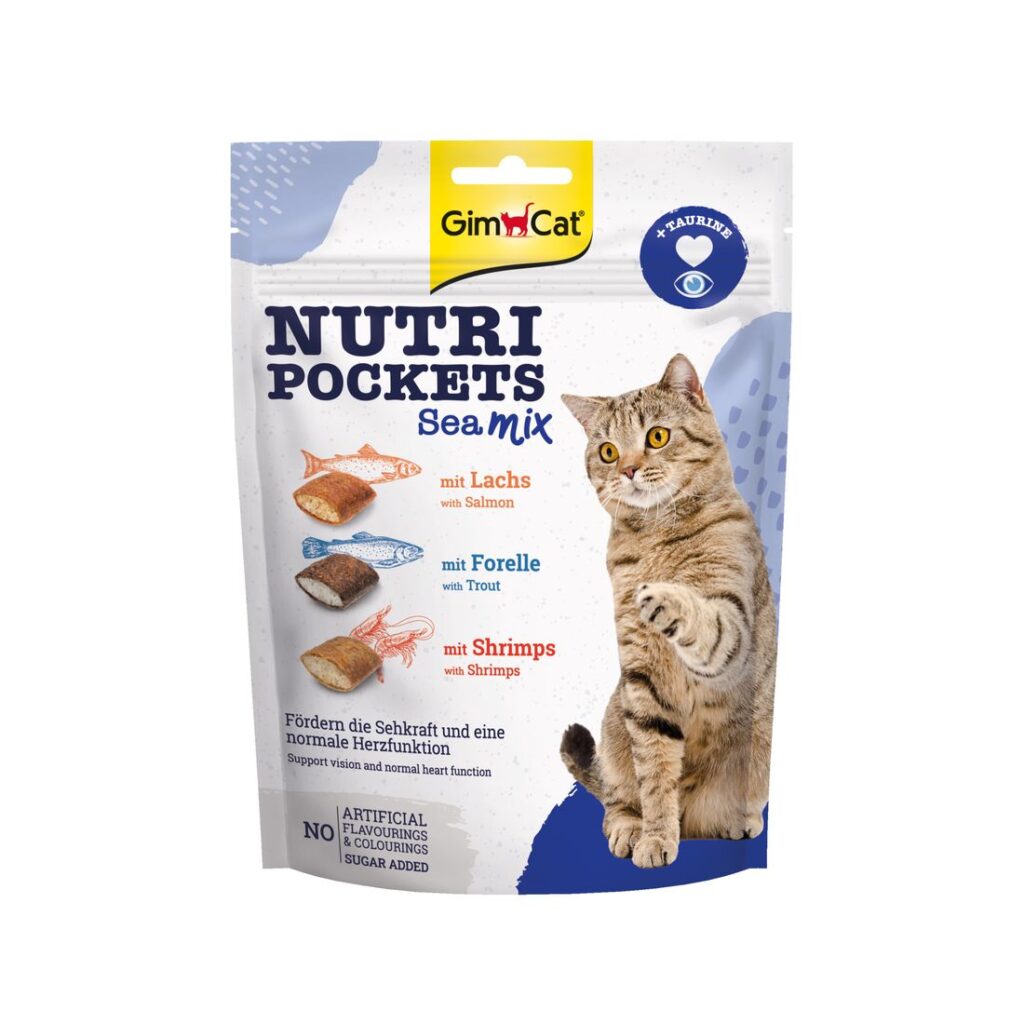 GimCat®
+ TAURINE
NUTRI
POCKETS
Sea mix
mit Lachs
with Salmon
mit Forelle
with Trout
mit Shrimps
with Shrimps
Fördern die Sehkraft und eine
normale Herzfunktion
Support vision and normal heart function
NO
ARTIFICIAL
FLAVOURINGS
& COLOURINGS
SUGAR ADDED